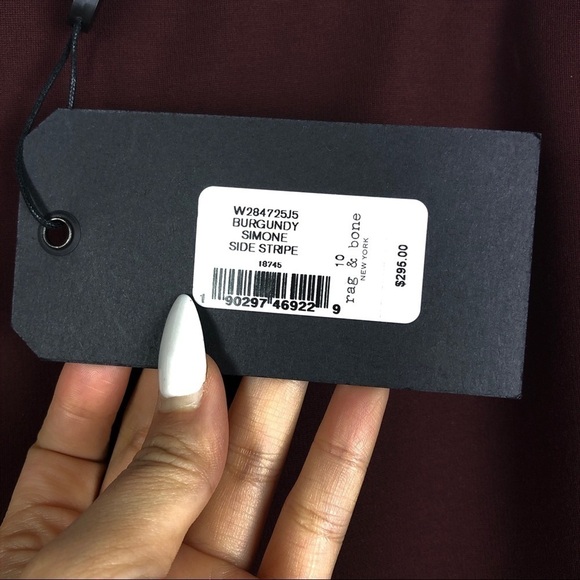 W284725J5
BURGUNDY
SIMONE
SIDE STRIPE
18745
1 90297 46922 9
10
rag & bone
NEW YORK
$295.00